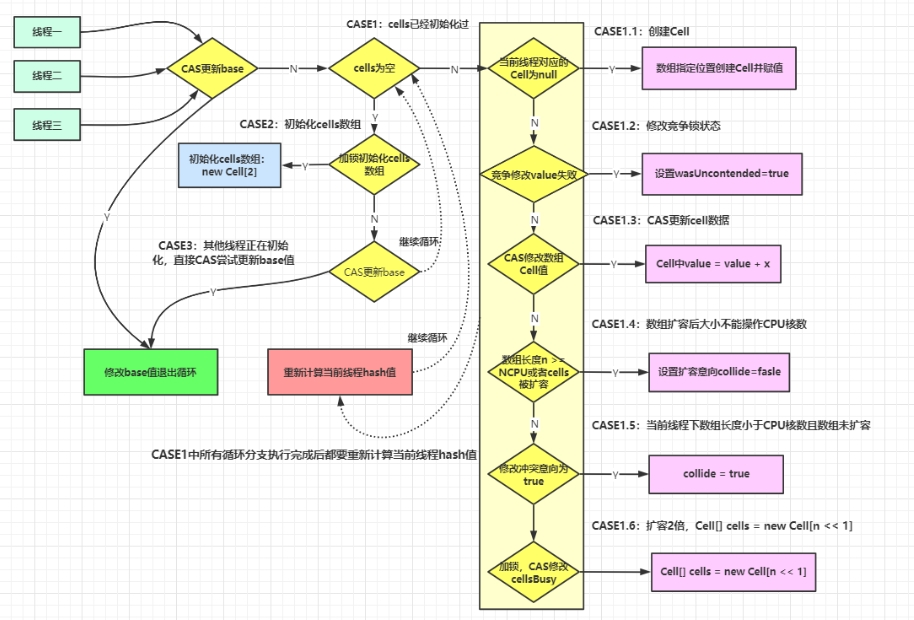 线程一
线程二
线程三
CAS更新base
N
CASE1：cells已经初始化过
cells为空
N
Y
CASE2：初始化cells数组
加锁初始化cells
数组
Y
初始化cells数组：
new Cell[2]
N
Y
CASE3：其他线程正在初始
化，直接CAS尝试更新base值
CAS更新base
Y
继续循环
继续循环
修改base值退出循环
重新计算当前线程hash值
CASE1中所有循环分支执行完成后都要重新计算当前线程hash值
CASE1.1：创建Cell
当前线程对应的
Cell为null
Y
数组指定位置创建Cell并赋值
N
CASE1.2：修改竞争锁状态
竞争修改value失败
Y
设置wasUncontended=true
N
CASE1.3：CAS更新cell数据
CAS修改数组
Cell值
Y
Cell中value = value + x
N
CASE1.4：数组扩容后大小不能操作CPU核数
数组长度n >=
NCPU或者cells
被扩容
Y
设置扩容意向collide=fasle
N
CASE1.5：当前线程下数组长度小于CPU核数且数组未扩容
修改冲突意向为
true
Y
collide = true
CASE1.6：扩容2倍，Cell[] cells = new Cell[n << 1]
加锁，CAS修改
cellsBusy
Cell[] cells = new Cell[n << 1]